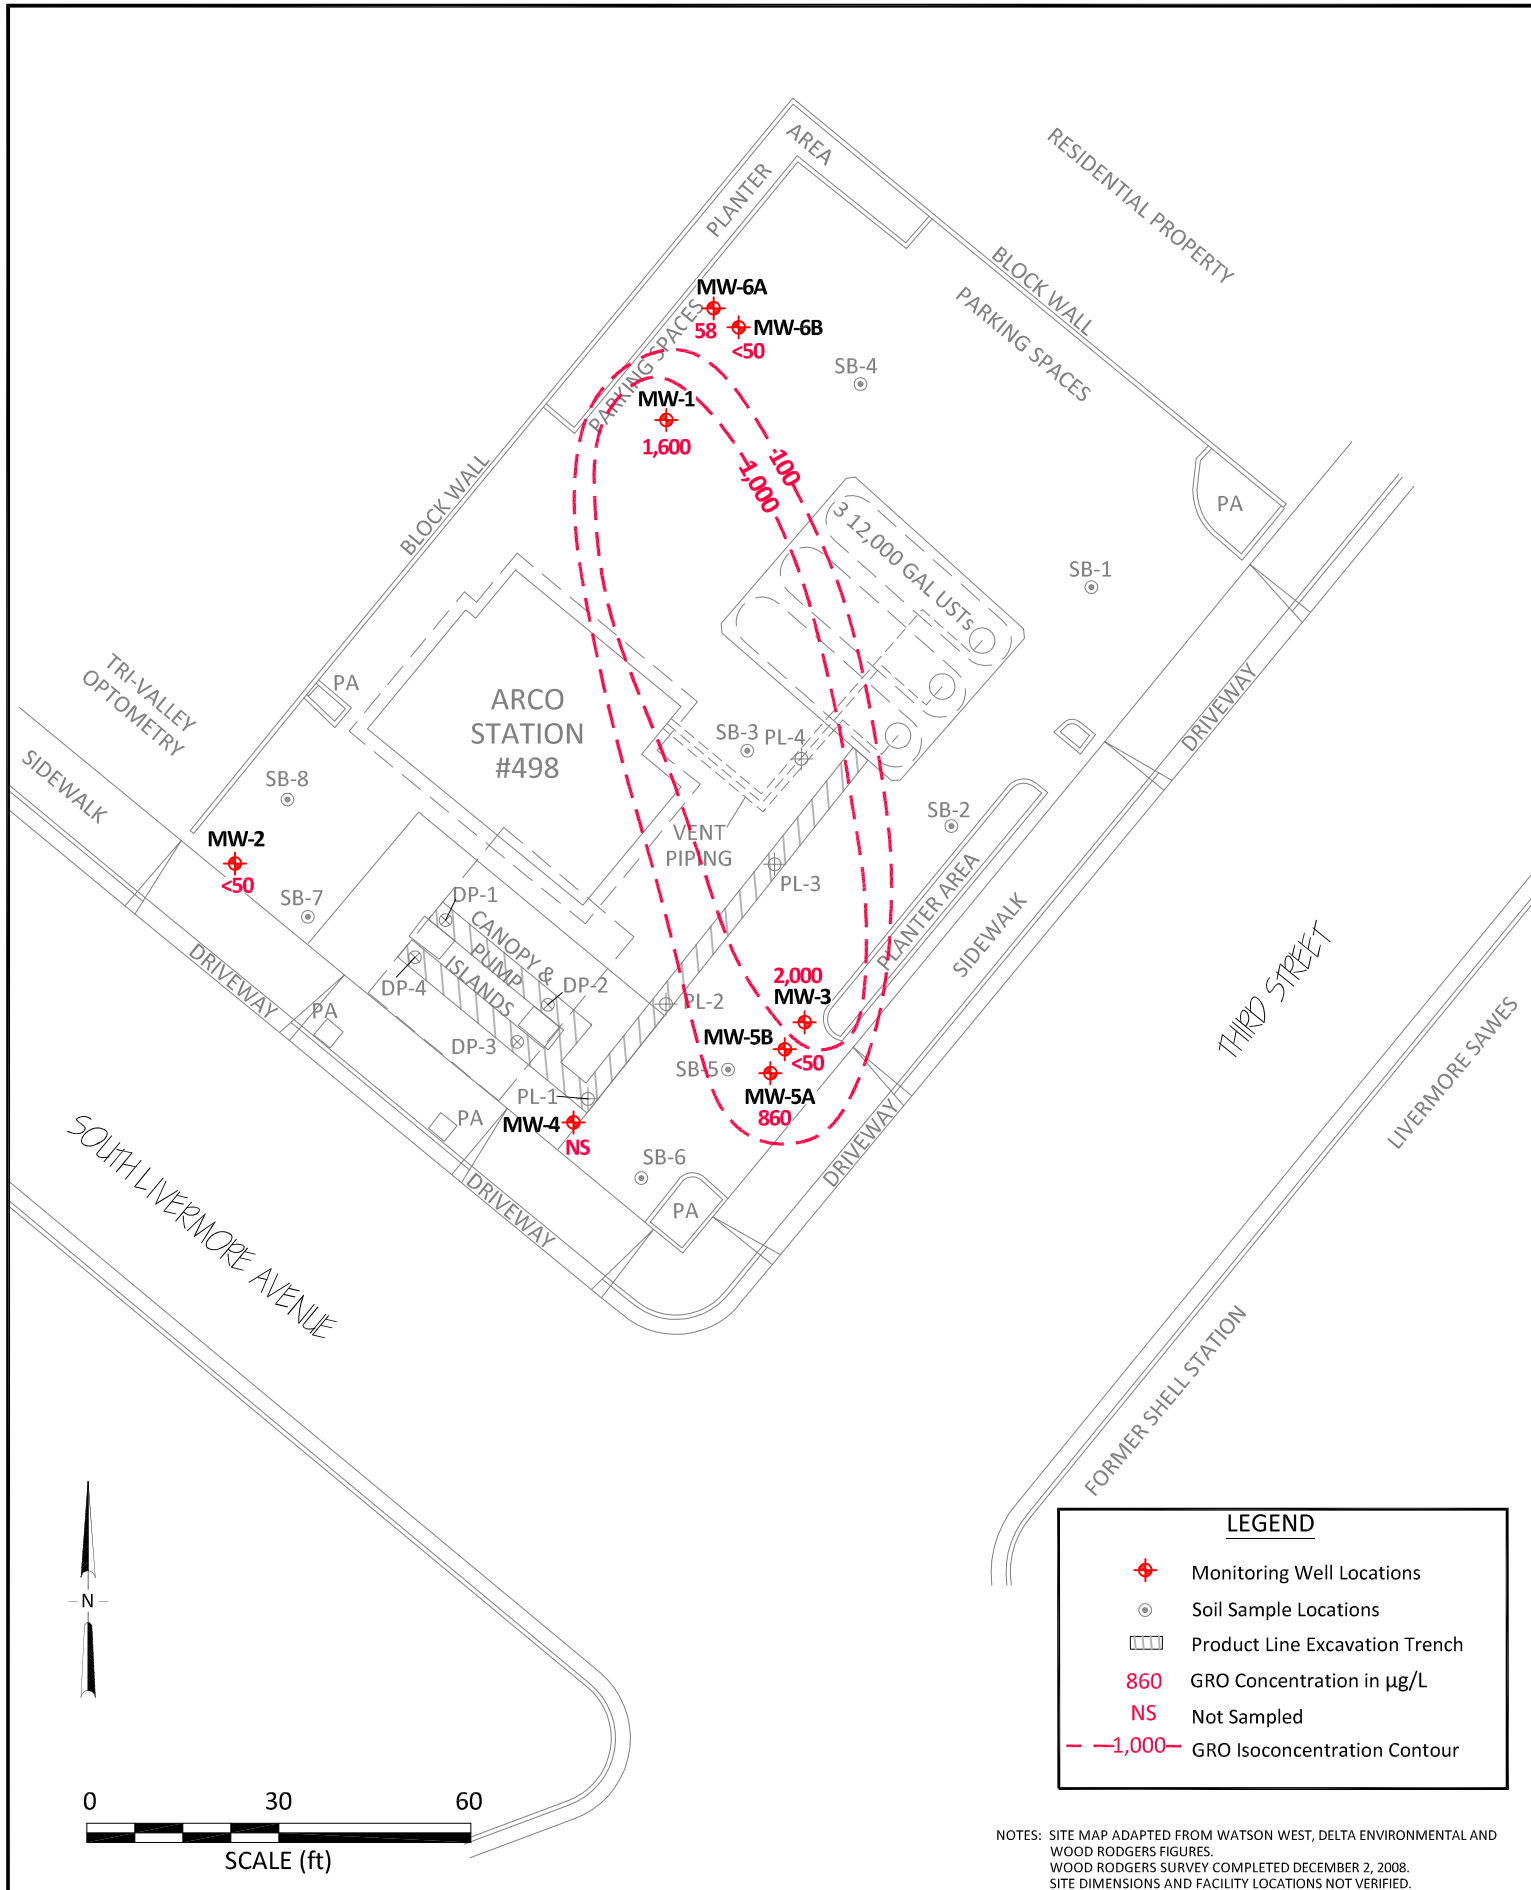 AREA
PLANTER
RESIDENTIAL PROPERTY
BLOCK WALL
PARKING SPACES
MW-6A
58
MW-6B
<50
PARKING SPACES
SB-4
MW-1
1,600
100
1,000
BLOCK WALL
3 12,000 GAL USTs
PA
SB-1
TRI-VALLEY
OPTOMETRY
PA
ARCO
STATION
#498
SB-3
PL-4
DRIVEWAY
SIDEWALK
SB-8
SB-2
MW-2
<50
VENT
PIPING
PL-3
PLANTER AREA
SIDEWALK
SB-7
DP-1
CANOPY &
PUMP
ISLANDS
DP-2
DP-4
DP-3
DRIVEWAY
PA
PL-2
2,000
MW-3
MW-5B
<50
SB-5
MW-5A
860
PL-1
MW-4
NS
PA
DRIVEWAY
SB-6
PA
DRIVEWAY
THIRD STREET
LIVERMORE SAWES
SOUTH LIVERMORE AVENUE
FORMER SHELL STATION
N
0 30 60
SCALE (ft)
LEGEND
Monitoring Well Locations
Soil Sample Locations
Product Line Excavation Trench
860 GRO Concentration in µg/L
NS Not Sampled
1,000 GRO Isoconcentration Contour
NOTES: SITE MAP ADAPTED FROM WATSON WEST, DELTA ENVIRONMENTAL AND
WOOD RODGERS FIGURES.
WOOD RODGERS SURVEY COMPLETED DECEMBER 2, 2008.
SITE DIMENSIONS AND FACILITY LOCATIONS NOT VERIFIED.